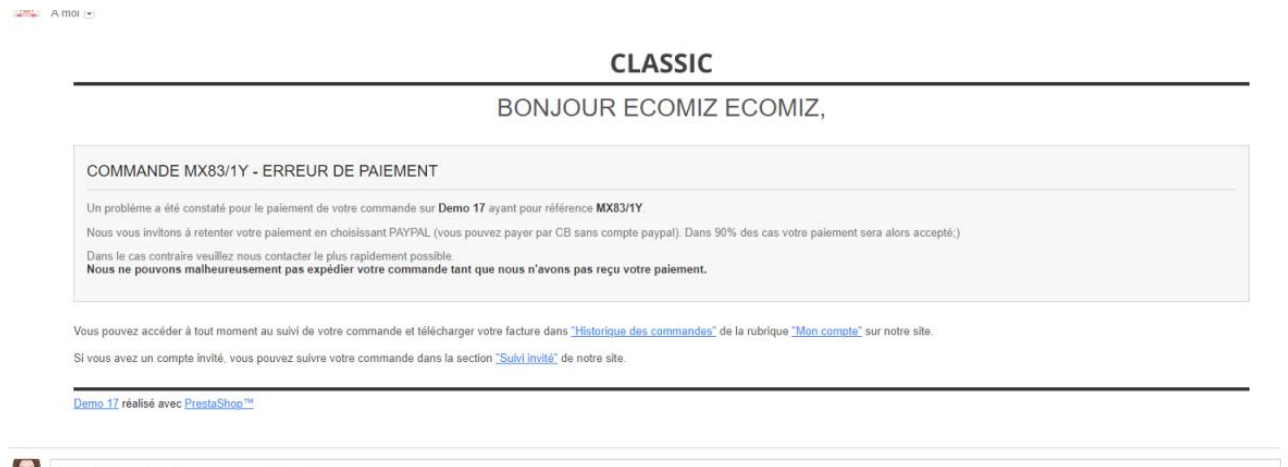 A moi
CLASSIC
BONJOUR ECOMIZ ECOMIZ,
COMMANDE MX83/1Y - ERREUR DE PAIEMENT
Un problème a été constaté pour le paiement de votre commande sur Demo 17 ayant pour référence MX83/1Y.
Nous vous invitons à retenter votre paiement en choisissant PAYPAL (vous pouvez payer par CB sans compte paypal). Dans 90% des cas votre paiement sera alors accepté;)
Dans le cas contraire veuillez nous contacter le plus rapidement possible.
Nous ne pouvons malheureusement pas expédier votre commande tant que nous n'avons pas reçu votre paiement.
Vous pouvez accéder à tout moment au suivi de votre commande et télécharger votre facture dans "Historique des commandes" de la rubrique "Mon compte" sur notre site.
Si vous avez un compte invité, vous pouvez suivre votre commande dans la section "Suivi invité" de notre site.
Demo 17 réalisé avec PrestaShop™